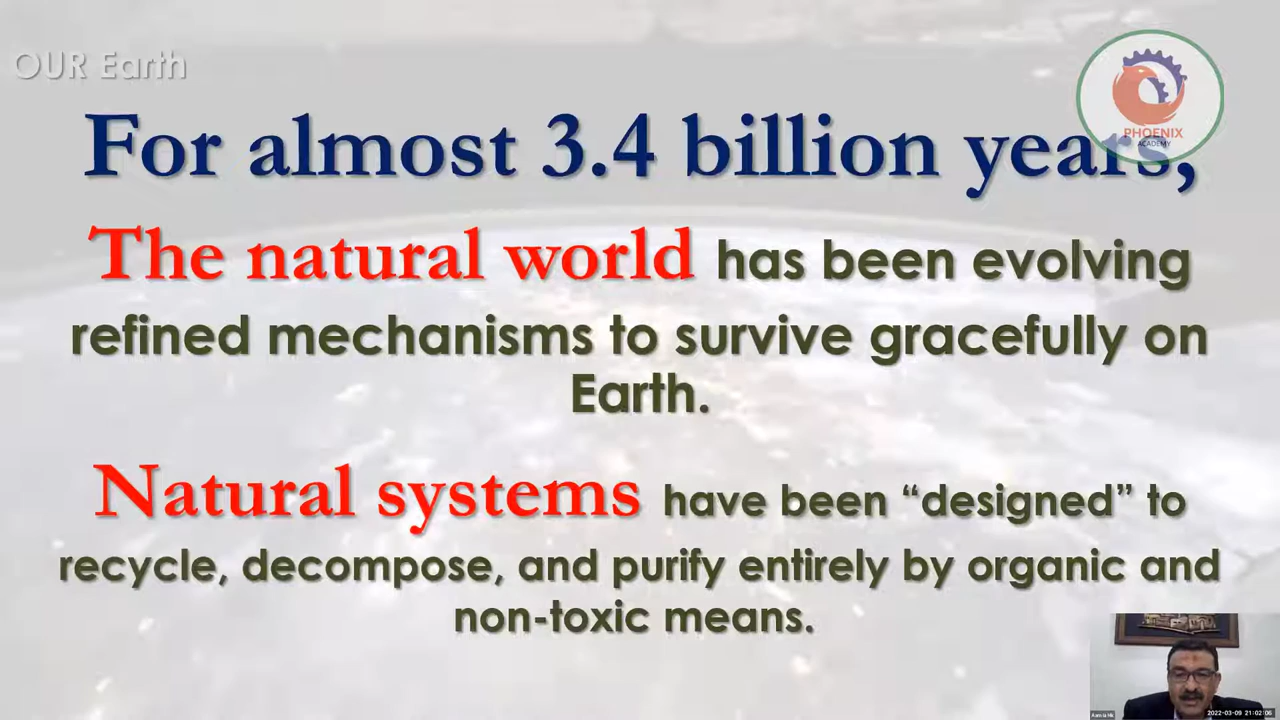 OUR Earth
PHOENIX
ACADEMY
For almost 3.4 billion years,
The natural world has been evolving
refined mechanisms to survive gracefully on
Earth.
Natural systems have been “designed” to
recycle, decompose, and purify entirely by organic and
non-toxic means.
2022-03-09 21:02:06